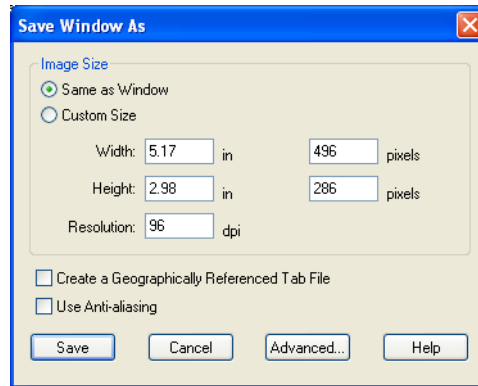 Save Window As
Image Size
Same as Window
Custom Size
Width: 5.17 in 496 pixels
Height: 2.98 in 286 pixels
Resolution: 96 dpi
Create a Geographically Referenced Tab File
Use Anti-aliasing
Save Cancel Advanced... Help